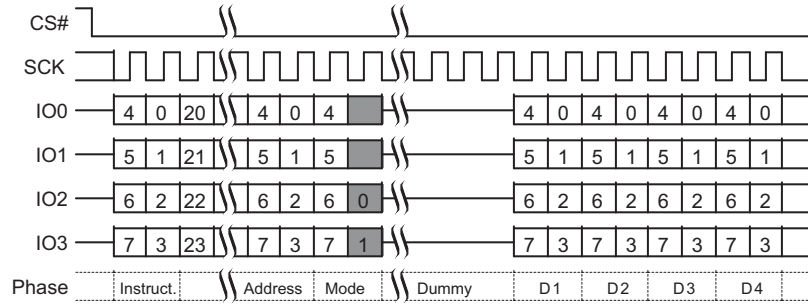 CS#
SCK
IO0 4 0 20 4 0 4 4 0 4 0 4 0 4 0
IO1 5 1 21 5 1 5 5 1 5 1 5 1 5 1
IO2 6 2 22 6 2 6 0 6 2 6 2 6 2 6 2
IO3 7 3 23 7 3 7 1 7 3 7 3 7 3 7 3
Phase Instruct. Address Mode Dummy D1 D2 D3 D4